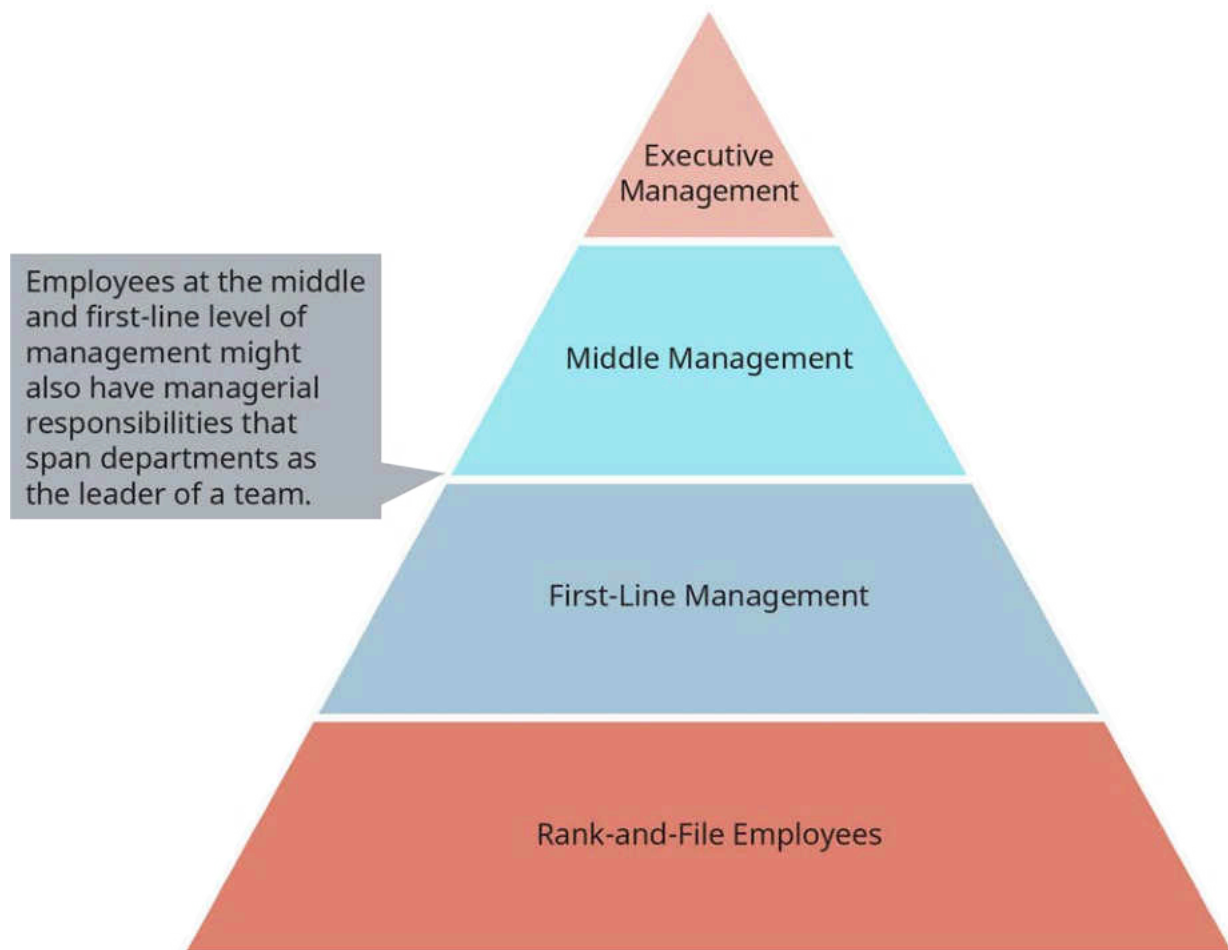 Executive
Management
Employees at the middle
and first-line level of
management might
also have managerial
responsibilities that
span departments as
the leader of a team.
Middle Management
First-Line Management
Rank-and-File Employees